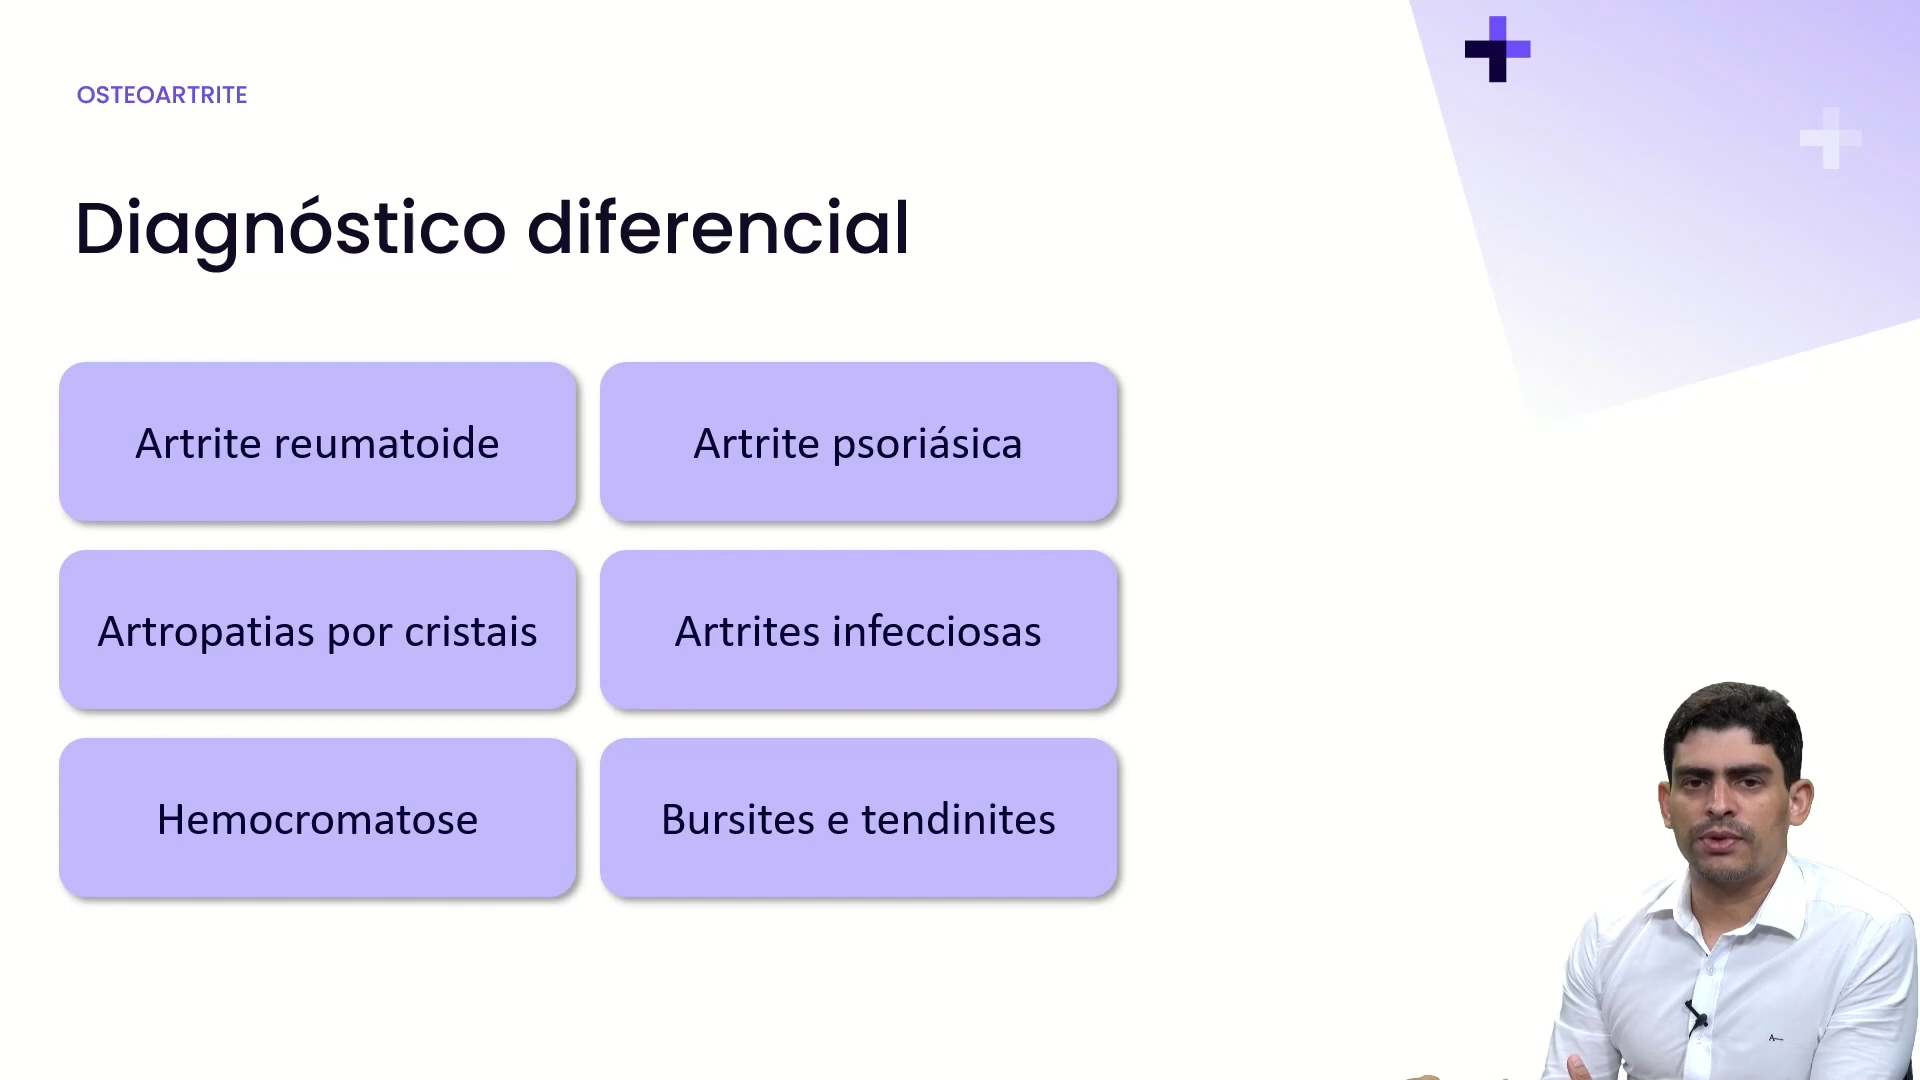 OSTEOARTRITE
Diagnóstico diferencial
Artrite reumatoide
Artrite psoriásica
Artropatias por cristais
Artrites infecciosas
Hemocromatose
Bursites e tendinites